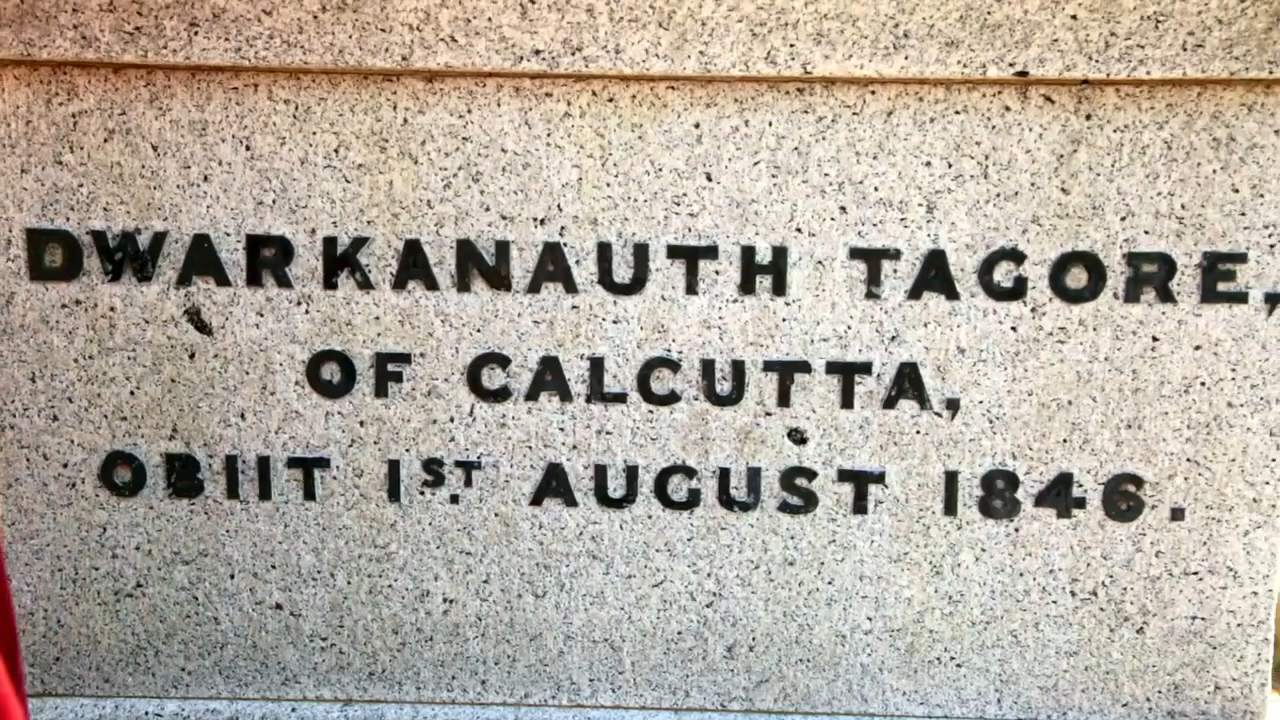 DWARKANAUTH TAGORE,
OF CALCUTTA,
OBIIT 1ST AUGUST 1846.